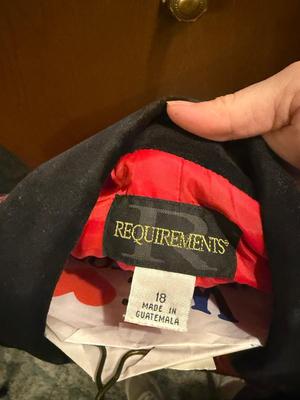 R
REQUIREMENTS®
18
MADE IN
GUATEMALA